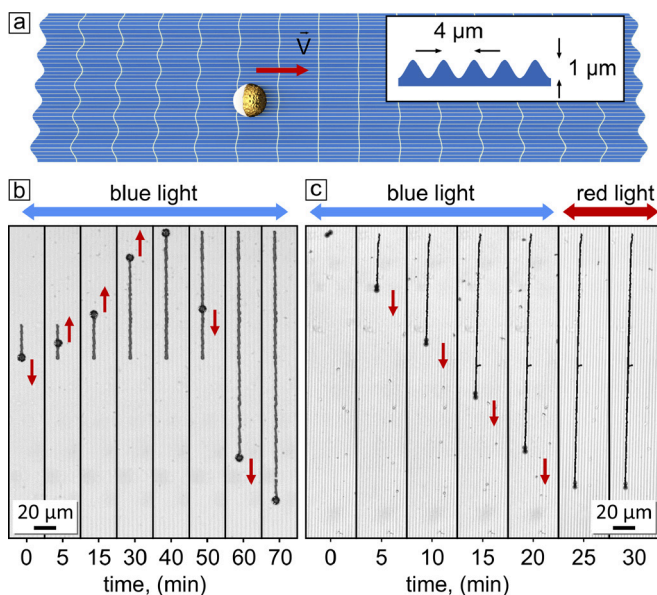 a
V
4 µm
1 µm
b
blue light
20 µm
0 5 15 30 40 50 60 70
time, (min)
c
blue light
red light
20 µm
0 5 10 15 20 25 30
time, (min)